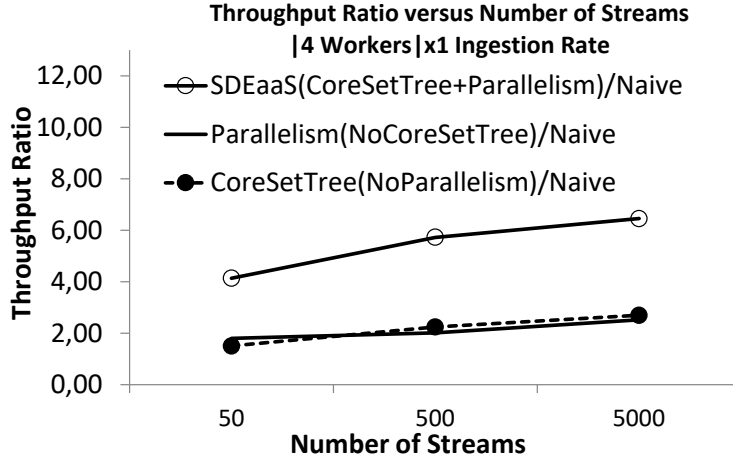 Throughput Ratio versus Number of Streams
|4 Workers|x1 Ingestion Rate
Throughput Ratio
12,00
10,00
8,00
6,00
4,00
2,00
0,00
SDEaaS(CoreSetTree+Parallelism)/Naive
Parallelism(NoCoreSetTree)/Naive
CoreSetTree(NoParallelism)/Naive
50 500 5000
Number of Streams